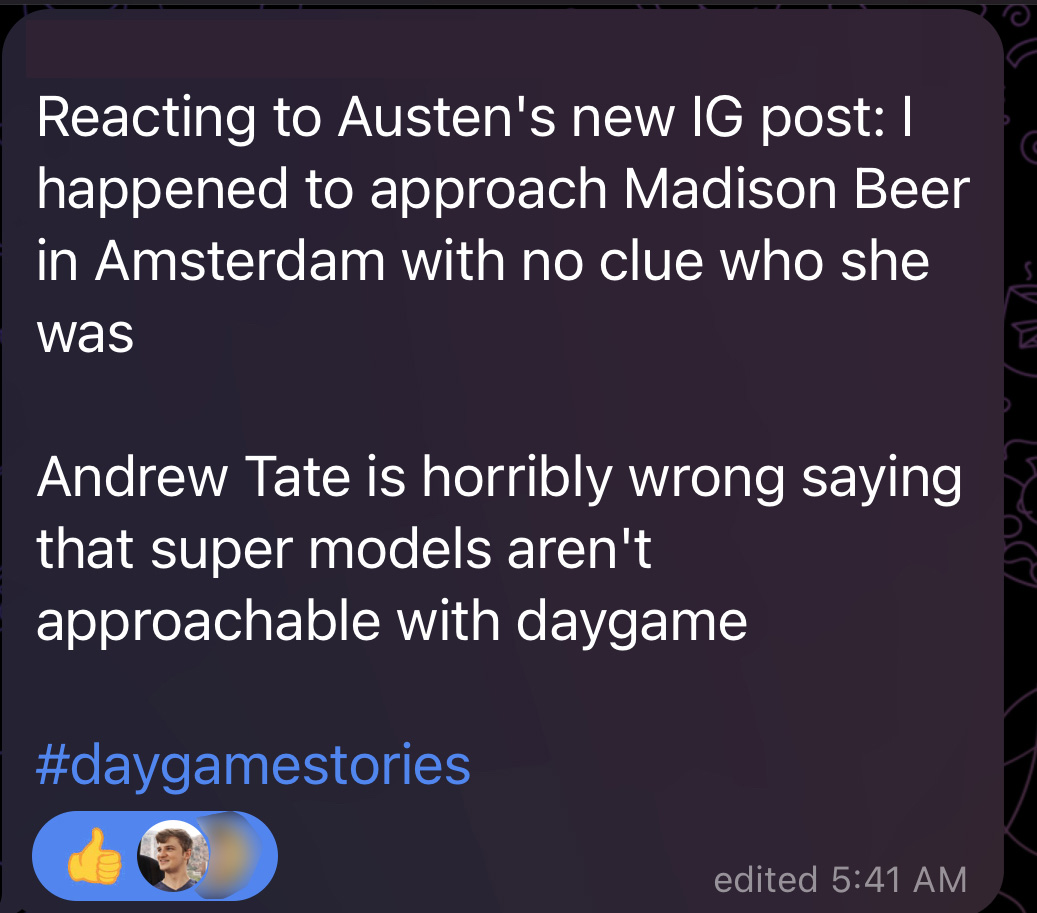 Reacting to Austen's new IG post: I
happened to approach Madison Beer
in Amsterdam with no clue who she
was
Andrew Tate is horribly wrong saying
that super models aren't
approachable with daygame
#daygamestories
edited 5:41 AM